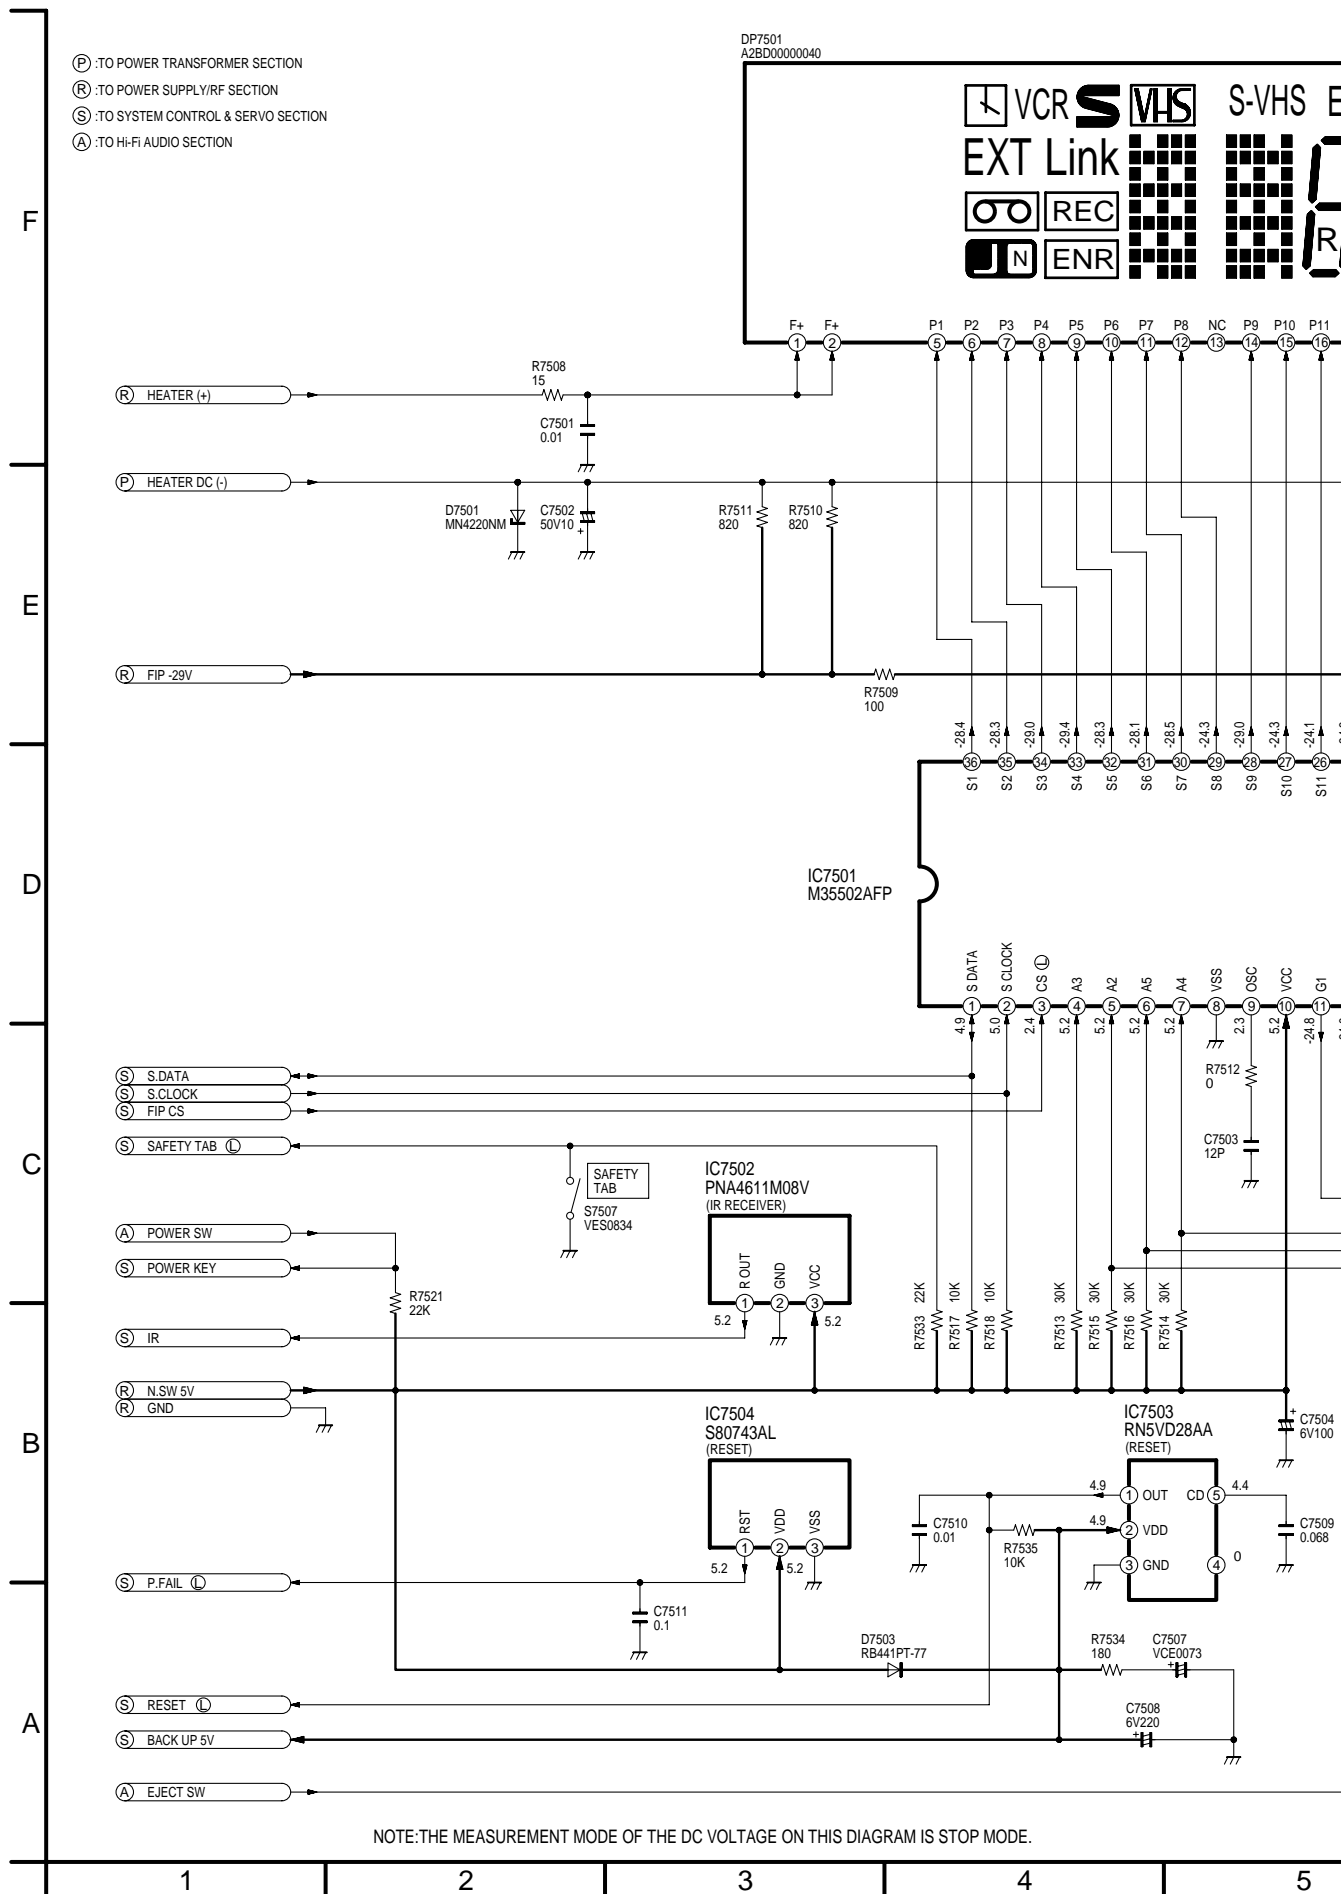 DP7501
A2BD00000040
Ⓟ :TO POWER TRANSFORMER SECTION
Ⓡ :TO POWER SUPPLY/RF SECTION
Ⓢ :TO SYSTEM CONTROL & SERVO SECTION
Ⓐ :TO Hi-Fi AUDIO SECTION
VCR S VHS S-VHS
EXT Link
REC
J N ENR
F
F+ F+ P1 P2 P3 P4 P5 P6 P7 P8 NC P9 P10 P11
1 2 5 6 7 8 9 10 11 12 13 14 15 16
R7508
15
Ⓡ HEATER (+)
C7501
0.01
Ⓟ HEATER DC (-)
D7501
MN4220NM
C7502
50V10
+
R7511
820
R7510
820
E
Ⓡ FIP -29V
R7509
100
-28.4 -28.3 -29.0 -29.4 -28.3 -28.1 -28.5 -24.3 -29.0 -24.3 -24.1
36 35 34 33 32 31 30 29 28 27 26
S1 S2 S3 S4 S5 S6 S7 S8 S9 S10 S11
D
IC7501
M35502AFP
S DATA S CLOCK CS Ⓛ A3 A2 A5 A4 VSS OSC VCC G1
1 2 3 4 5 6 7 8 9 10 11
4.9 5.0 2.4 5.2 5.2 5.2 5.2 2.3 5.2 -24.8
Ⓢ S.DATA
Ⓢ S.CLOCK
Ⓢ FIP CS
R7512
0
Ⓢ SAFETY TAB Ⓛ
C7503
12P
C
SAFETY
TAB
S7507
VES0834
IC7502
PNA4611M08V
(IR RECEIVER)
R OUT GND VCC
1 2 3
5.2 5.2
Ⓐ POWER SW
Ⓢ POWER KEY
R7521
22K
R7533 22K
R7517 10K
R7518 10K
R7513 30K
R7515 30K
R7516 30K
R7514 30K
Ⓢ IR
Ⓡ N.SW 5V
Ⓡ GND
B
IC7504
S80743AL
(RESET)
RST VDD VSS
1 2 3
5.2 5.2
IC7503
RN5VD28AA
(RESET)
+
C7504
6V100
4.9 1 OUT CD 5 4.4
4.9 2 VDD
3 GND 4 0
C7510
0.01
R7535
10K
C7509
0.068
Ⓢ P.FAIL Ⓛ
C7511
0.1
D7503
RB441PT-77
R7534
180
C7507
VCE0073
+
Ⓢ RESET Ⓛ
A
C7508
6V220
+
Ⓢ BACK UP 5V
Ⓐ EJECT SW
NOTE:THE MEASUREMENT MODE OF THE DC VOLTAGE ON THIS DIAGRAM IS STOP MODE.
1 2 3 4 5